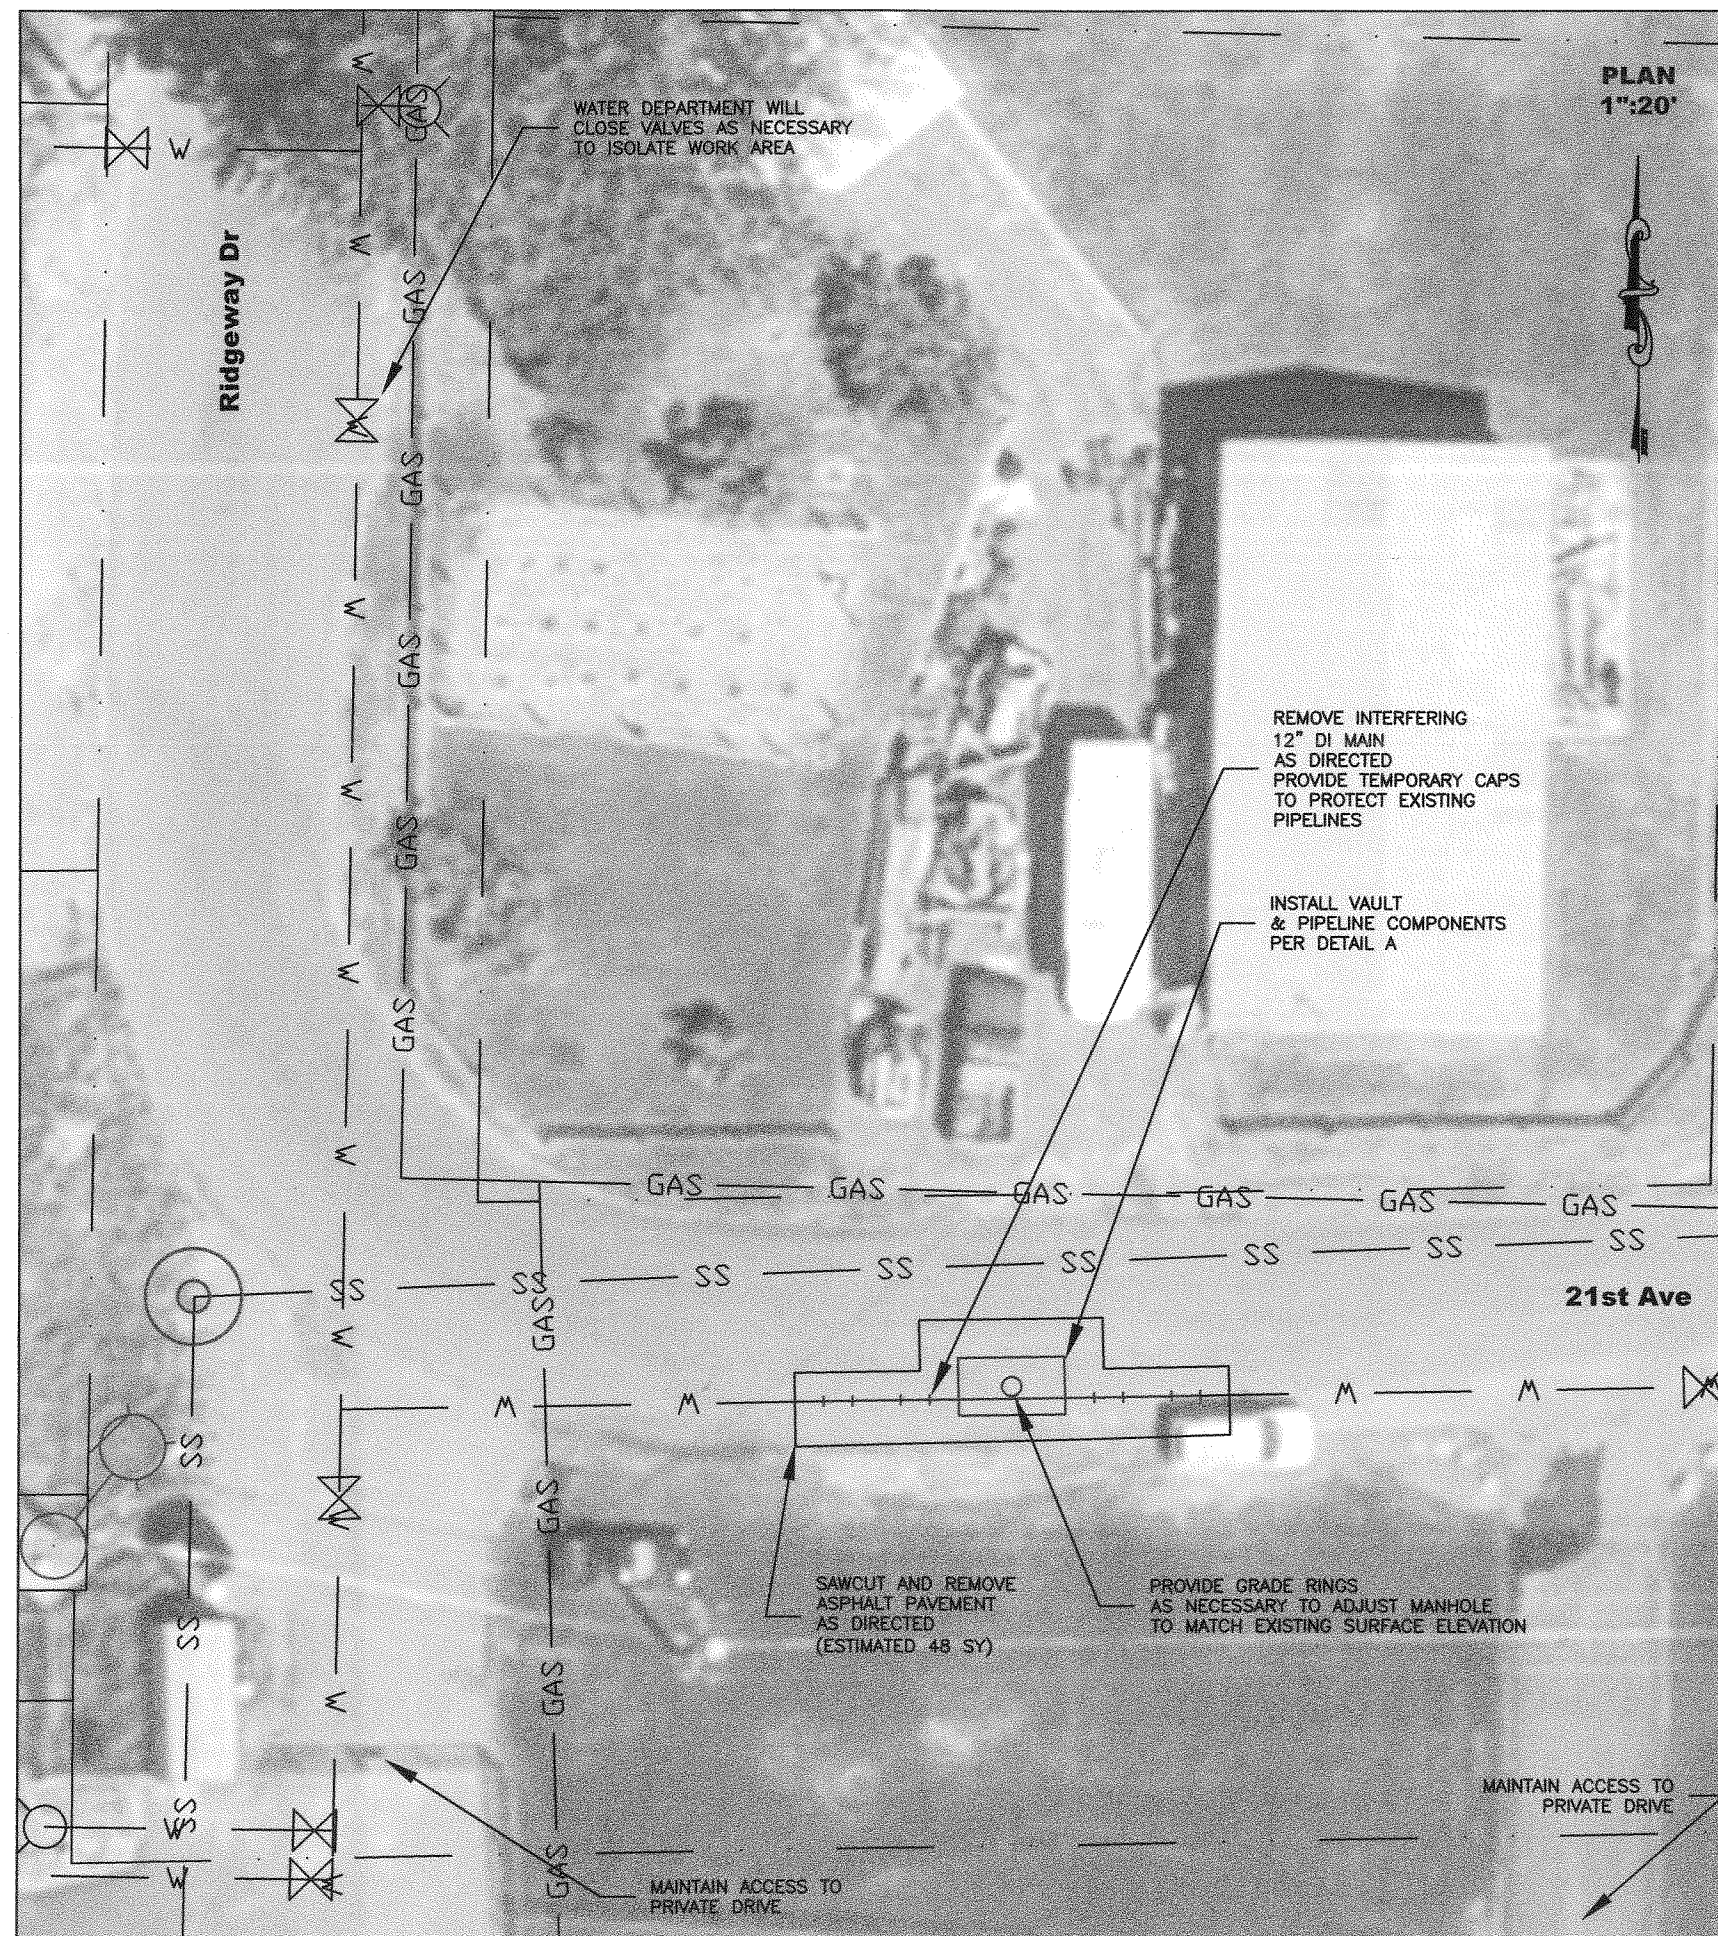 PLAN
1":20'
WATER DEPARTMENT WILL
CLOSE VALVES AS NECESSARY
TO ISOLATE WORK AREA
W
W
W
GAS
Ridgeway Dr
W
GAS
W
GAS
W
GAS
W
GAS
W
GAS
REMOVE INTERFERING
12" DI MAIN
AS DIRECTED
PROVIDE TEMPORARY CAPS
TO PROTECT EXISTING
PIPELINES
INSTALL VAULT
& PIPELINE COMPONENTS
PER DETAIL A
W
GAS GAS GAS GAS GAS GAS
SS SS SS SS SS SS SS SS
21st Ave
W
GAS
W W W W W
SS
W
GAS
SAWCUT AND REMOVE
ASPHALT PAVEMENT
AS DIRECTED
(ESTIMATED 48 SY)
PROVIDE GRADE RINGS
AS NECESSARY TO ADJUST MANHOLE
TO MATCH EXISTING SURFACE ELEVATION
SS
W
GAS
MAINTAIN ACCESS TO
PRIVATE DRIVE
W
SS
W
W
GAS
MAINTAIN ACCESS TO
PRIVATE DRIVE